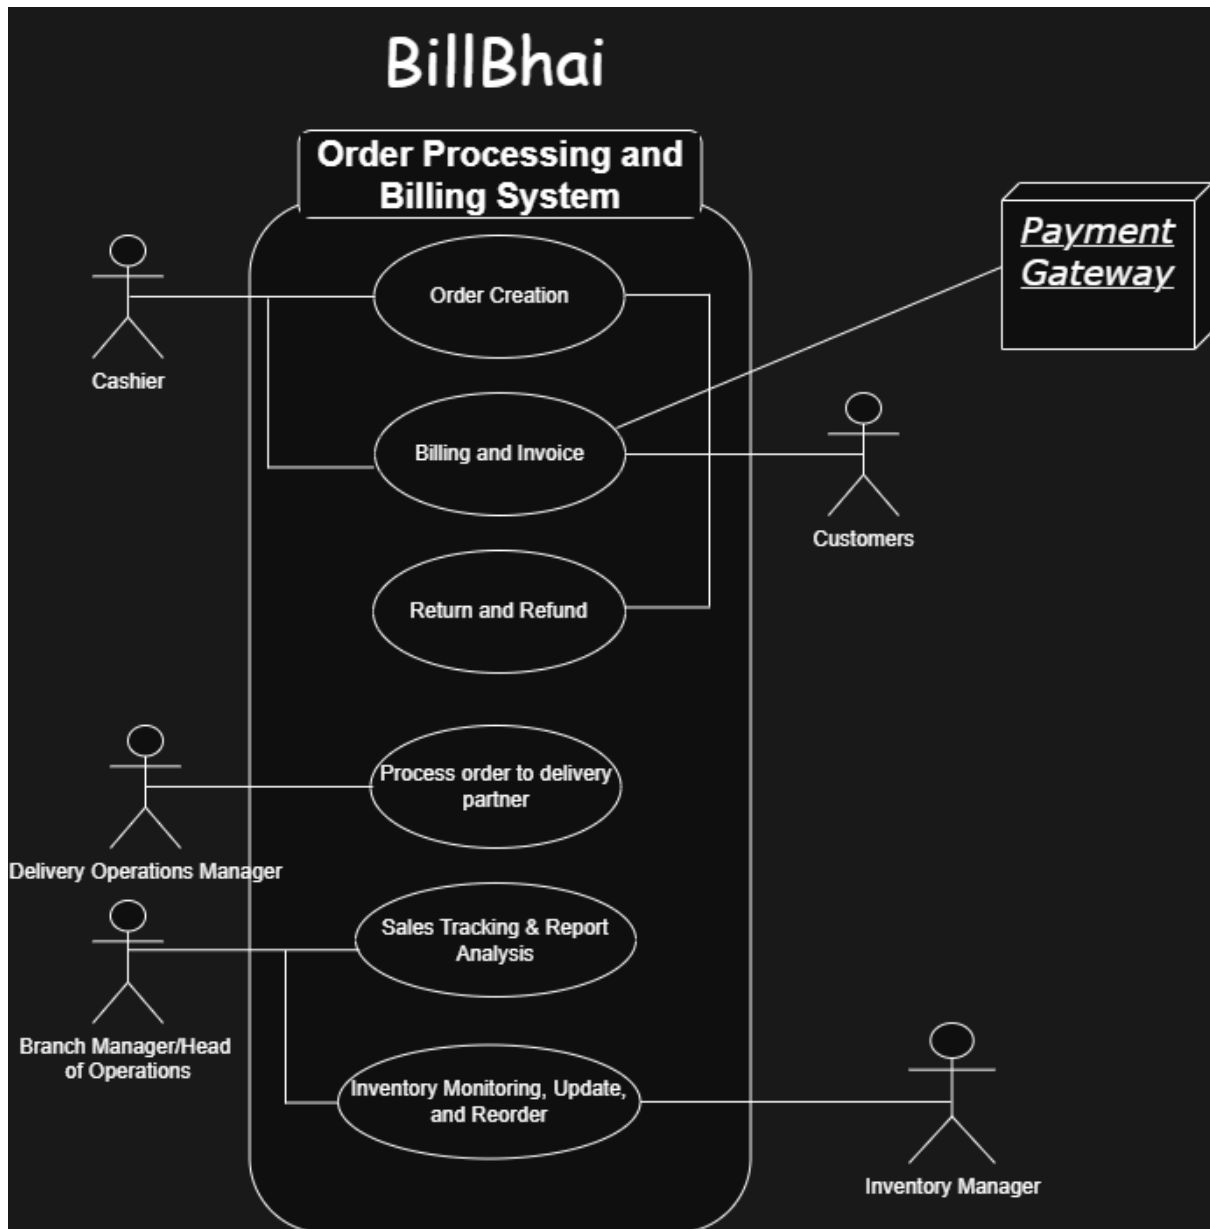 BillBhai
Order Processing and
Billing System
Payment
Gateway
Order Creation
Cashier
Billing and Invoice
Customers
Return and Refund
Process order to delivery
partner
Delivery Operations Manager
Sales Tracking & Report
Analysis
Branch Manager/Head
of Operations
Inventory Monitoring, Update,
and Reorder
Inventory Manager